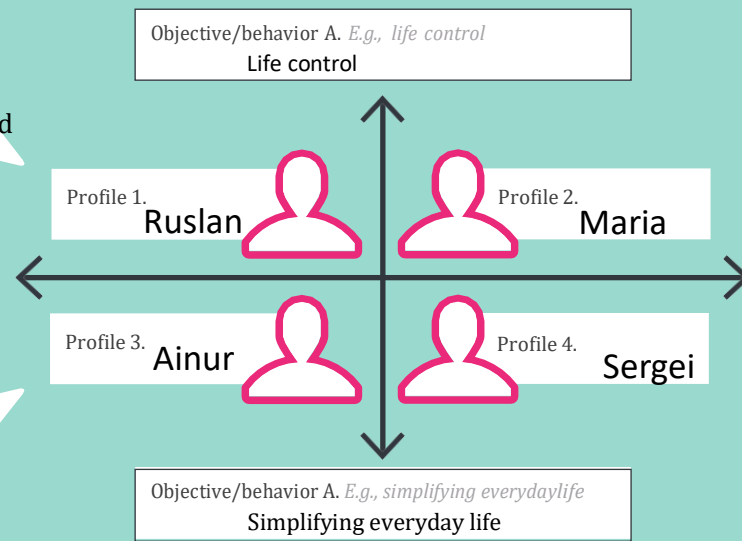 Objective/behavior A. E.g., life control
Life control
d
Profile 1.
Ruslan
Profile 2.
Maria
Profile 3.
Ainur
Profile 4.
Sergei
Objective/behavior A. E.g., simplifying everydaylife
Simplifying everyday life